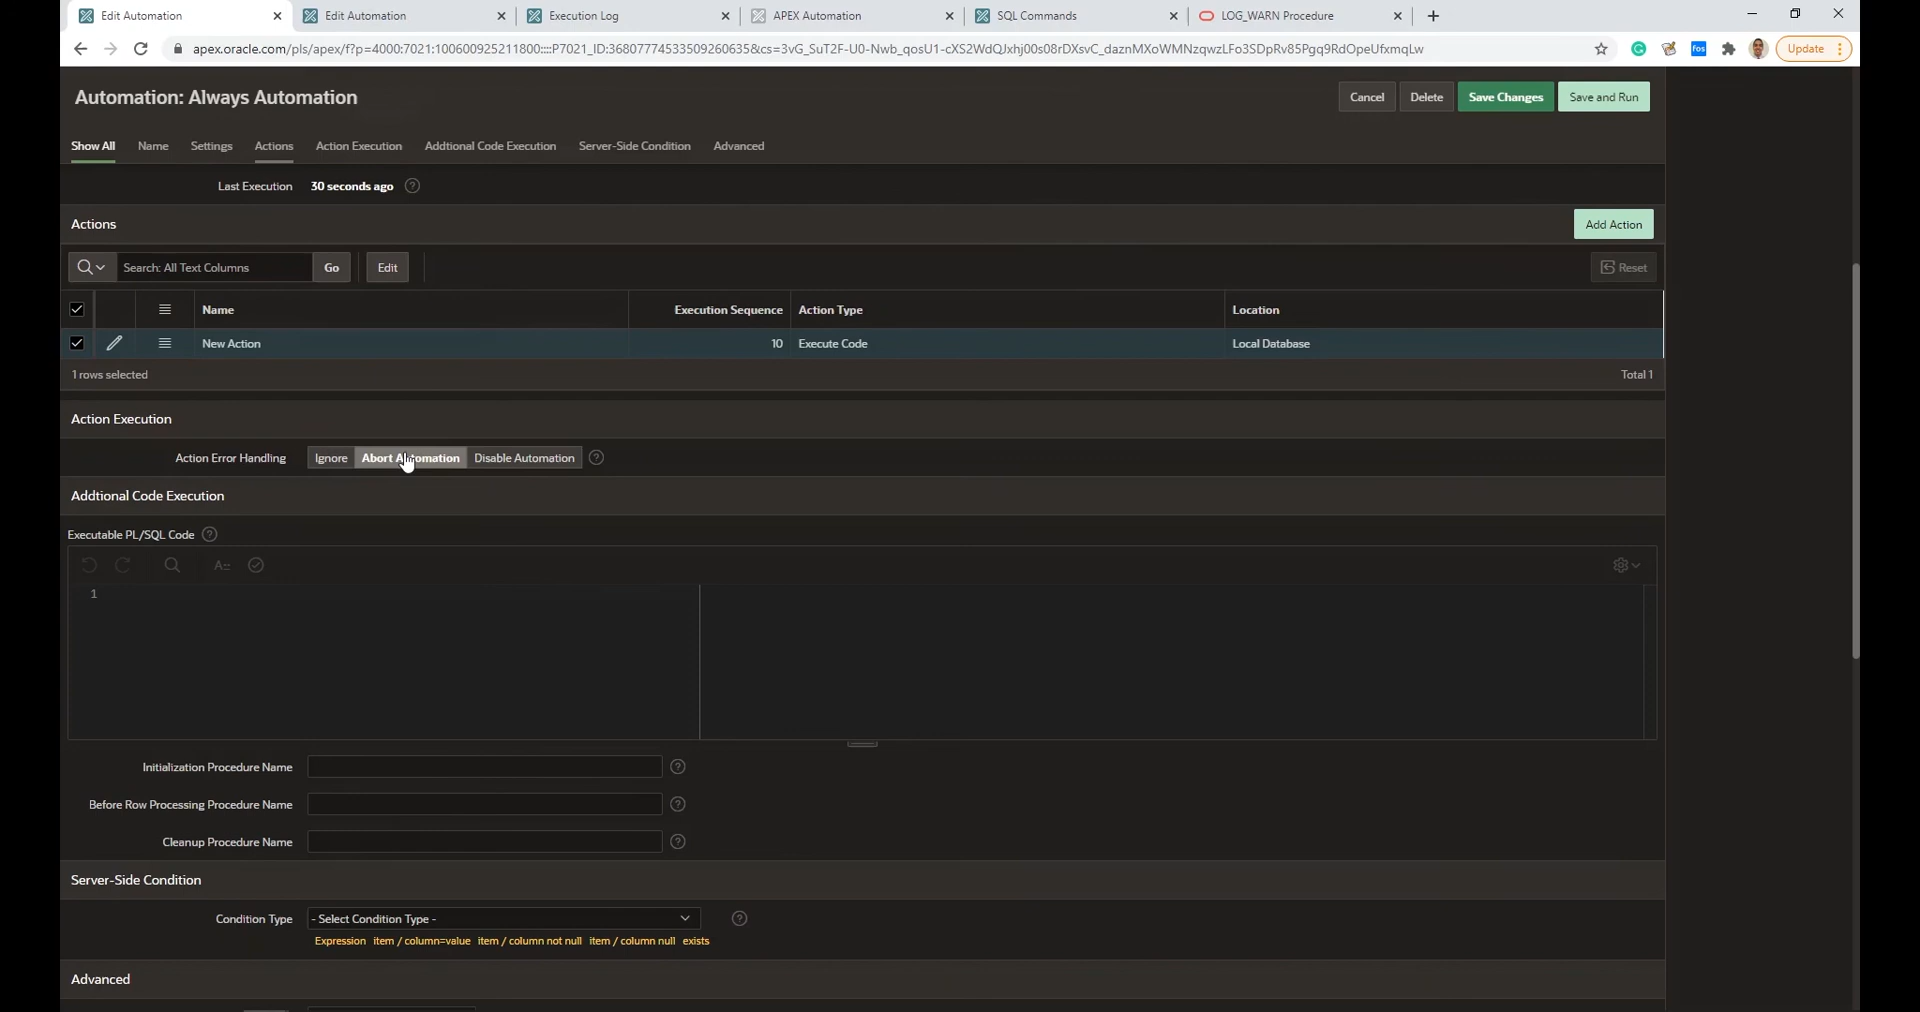 Edit Automation
Edit Automation
Execution Log
APEX Automation
SQL Commands
LOG_WARN Procedure
apex.oracle.com/pls/apex/f?p=4000:7021:100600925211800::::P7021_ID:36807774533509260635&cs=3vG_SuT2F-U0-Nwb_qosU1-cXS2WdQJxhj00s08rDXsvC_daznMXoWMNzqwzLFo3SDpRv85Pgq9RdOpeUfxmqLw
fos
Update
Automation: Always Automation
Cancel
Delete
Save Changes
Save and Run
Show All
Name
Settings
Actions
Action Execution
Addtional Code Execution
Server-Side Condition
Advanced
Last Execution 30 seconds ago
Actions
Add Action
Search: All Text Columns
Go
Edit
Reset
Name
Execution Sequence
Action Type
Location
New Action
10
Execute Code
Local Database
1 rows selected
Total 1
Action Execution
Action Error Handling
Ignore
Abort Automation
Disable Automation
Addtional Code Execution
Executable PL/SQL Code
1
Initialization Procedure Name
Before Row Processing Procedure Name
Cleanup Procedure Name
Server-Side Condition
Condition Type
- Select Condition Type -
Expression item / column=value item / column not null item / column null exists
Advanced